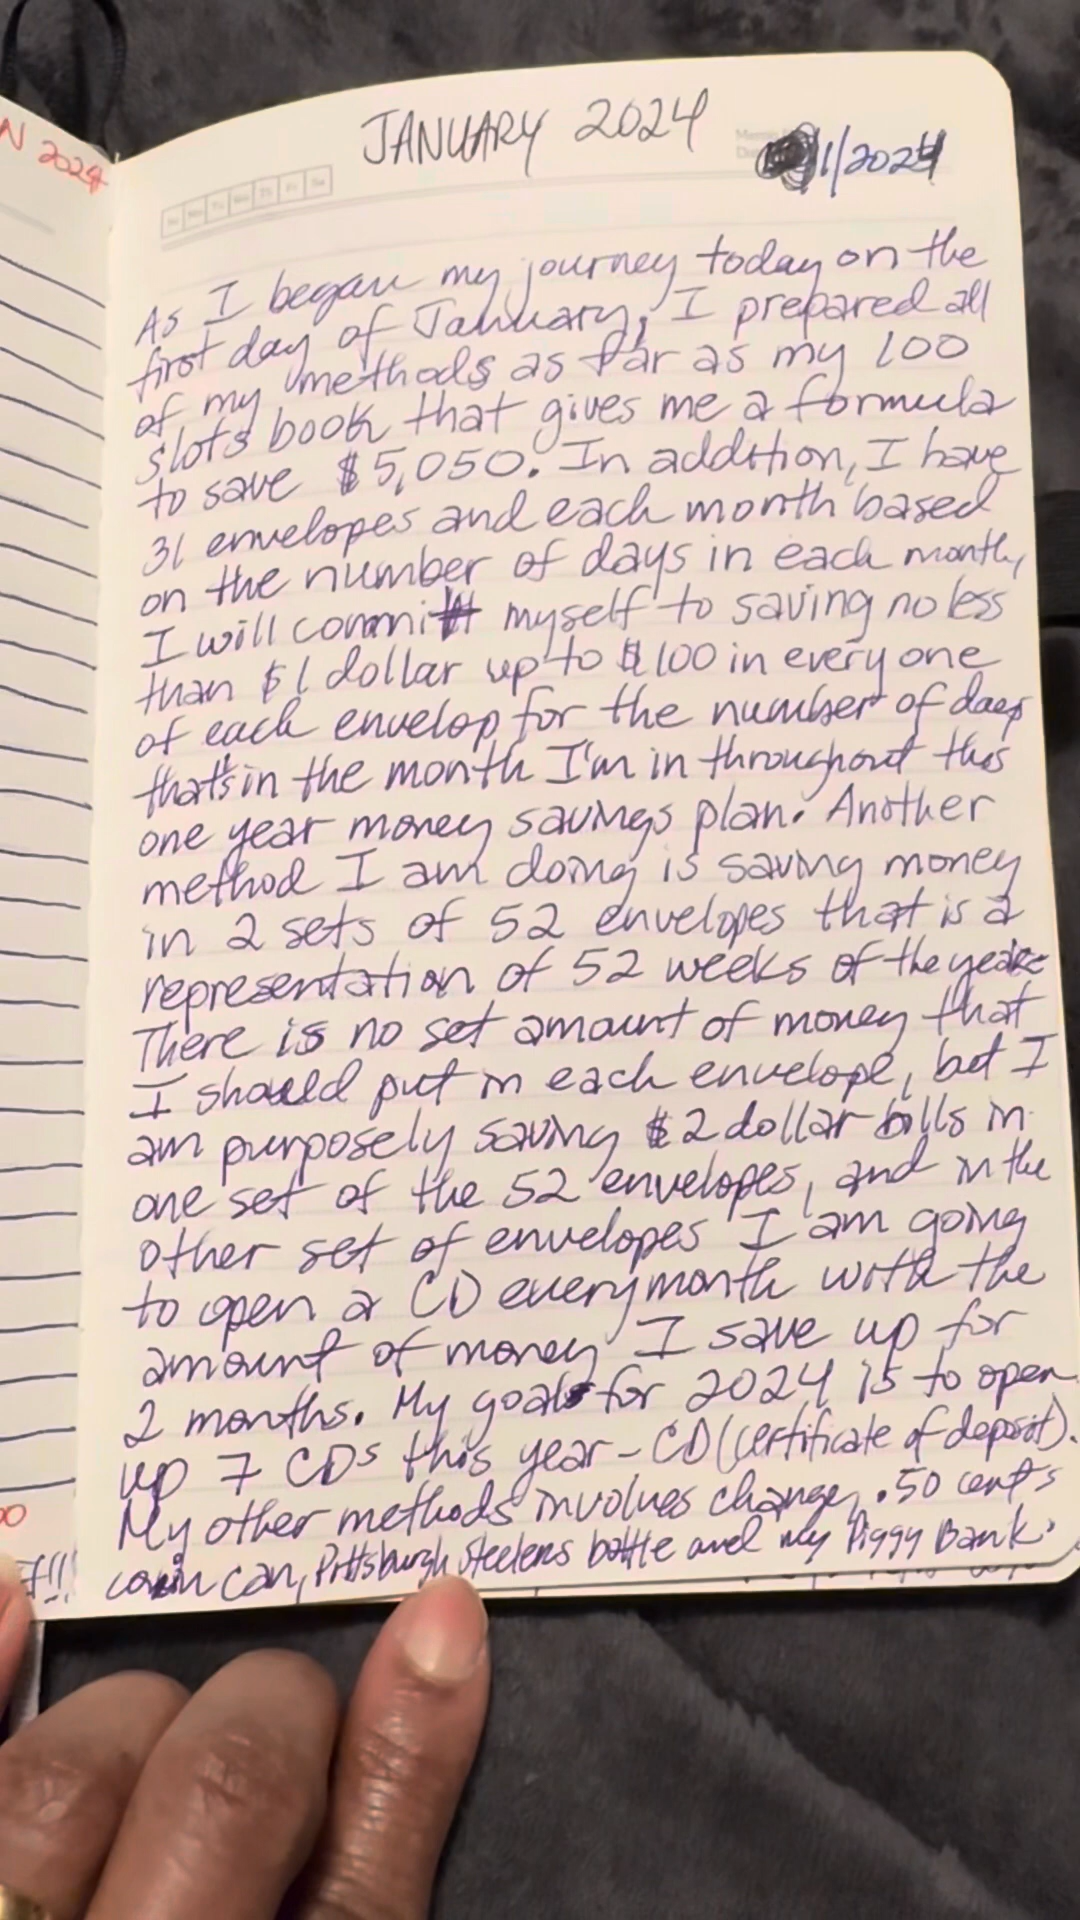 N 2024
JANUARY 2024
1/2024
As I began my journey today on the
first day of January, I prepared all
of my methods as far as my 100
slots book that gives me a formula
to save $5,050. In addition, I have
31 envelopes and each month based
on the number of days in each month,
I will commit myself to saving no less
than $1 dollar up to $100 in every one
of each envelop for the number of days
that's in the month I'm in throughout this
one year money savings plan. Another
method I am doing is saving money
in 2 sets of 52 envelopes that is a
representation of 52 weeks of the year.
There is no set amount of money that
I should put in each envelope, but I
am purposely saving $2 dollar bills in
one set of the 52 envelopes, and in the
other set of envelopes I am going
to open a CD every month with the
amount of money I save up for
2 months. My goal for 2024 is to open
up 7 CDs this year - CD (certificate of deposit).
My other methods involves change, .50 cents
coin can, Pittsburgh Steelers bottle and my Piggy Bank.